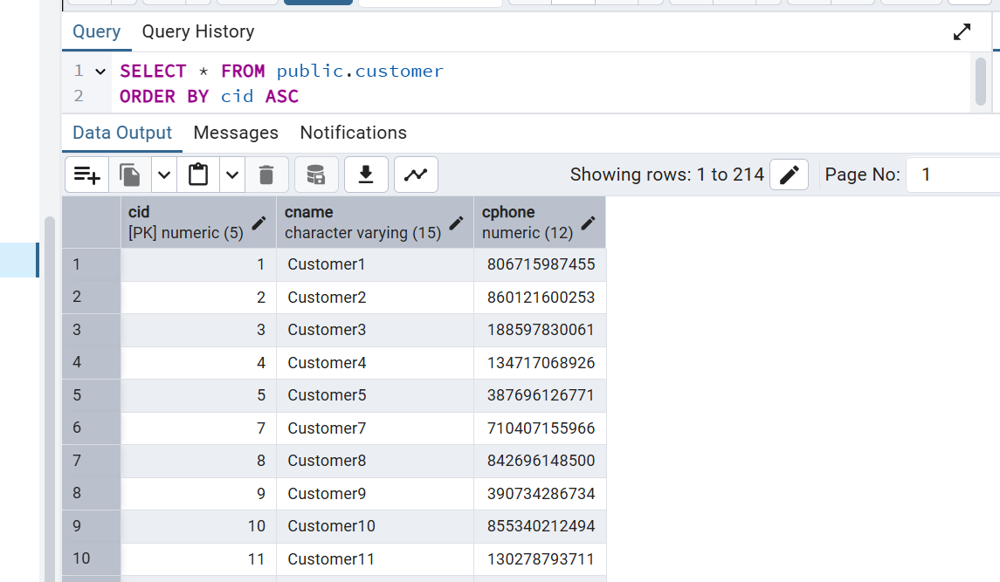 Query Query History
1 SELECT * FROM public.customer
2 ORDER BY cid ASC
Data Output Messages Notifications
Showing rows: 1 to 214 Page No: 1
cid cname cphone
[PK] numeric (5) character varying (15) numeric (12)
1 1 Customer1 806715987455
2 2 Customer2 860121600253
3 3 Customer3 188597830061
4 4 Customer4 134717068926
5 5 Customer5 387696126771
6 7 Customer7 710407155966
7 8 Customer8 842696148500
8 9 Customer9 390734286734
9 10 Customer10 855340212494
10 11 Customer11 130278793711